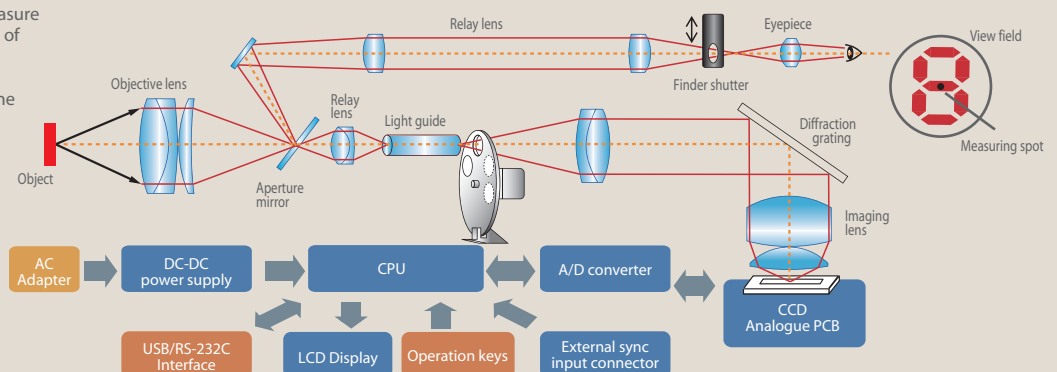 asure
of
ne
Relay lens
Eyepiece
View field
Objective lens
Finder shutter
Relay
lens
Light guide
Diffraction
grating
Measuring spot
Object
Aperture
mirror
Imaging
lens
AC
Adapter
DC-DC
power supply
CPU
A/D converter
CCD
Analogue PCB
USB/RS-232C
Interface
LCD Display
Operation keys
External sync
input connector